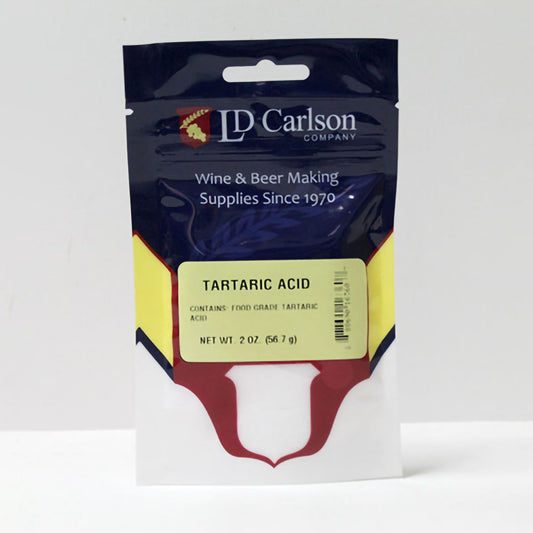 LD Carlson
COMPANY
Wine & Beer Making
Supplies Since 1970
TARTARIC ACID
CONTAINS: FOOD GRADE TARTARIC
ACID
NET WT. 2 OZ. (56.7 g)